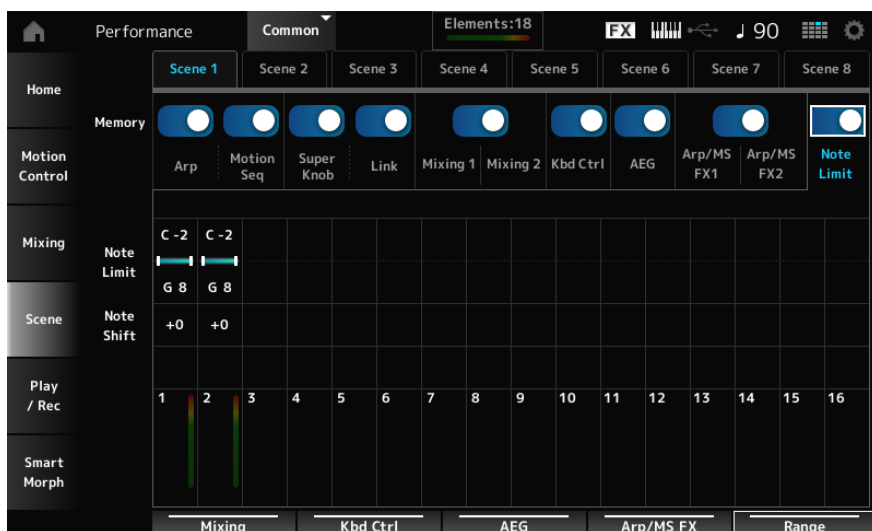 Performance Common Elements:18 FX 90
Scene 1 Scene 2 Scene 3 Scene 4 Scene 5 Scene 6 Scene 7 Scene 8
Home
Memory
Arp Motion Seq Super Knob Link Mixing 1 Mixing 2 Kbd Ctrl AEG Arp/MS FX1 Arp/MS FX2 Note Limit
Motion
Control
Mixing
C -2 C -2
Note
Limit
G 8 G 8
Scene
Note
Shift
+0 +0
Play
/ Rec
1 2 3 4 5 6 7 8 9 10 11 12 13 14 15 16
Smart
Morph
Mixing Kbd Ctrl AEG Arp/MS FX Range